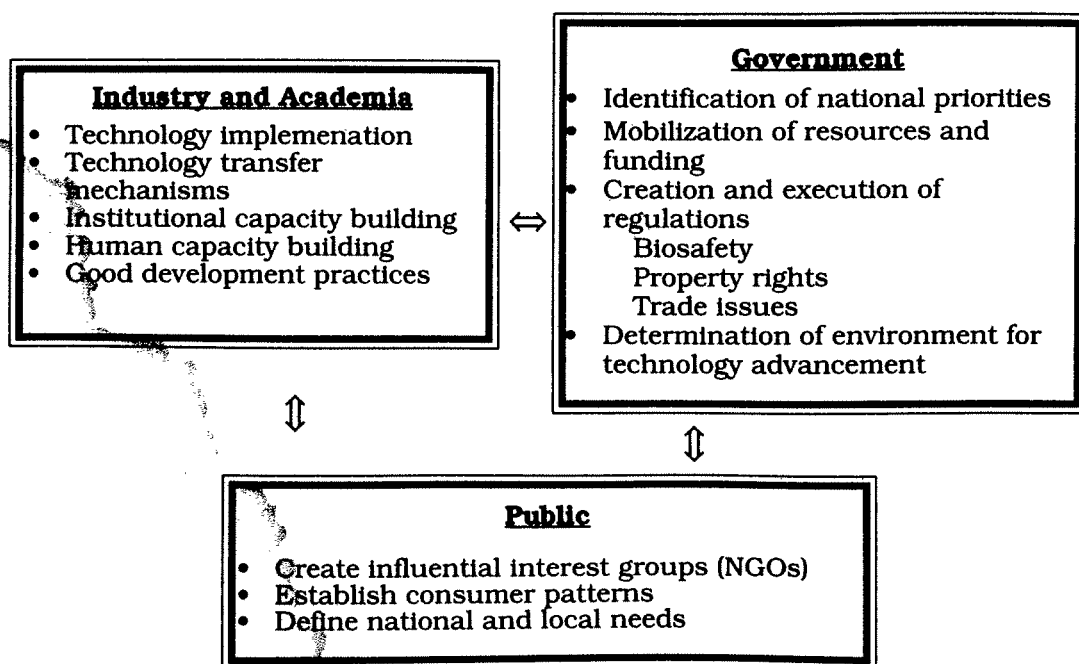 Industry and Academia
• Technology implemenation
• Technology transfer
mechanisms
• Institutional capacity building
• Human capacity building
• Good development practices
Government
• Identification of national priorities
• Mobilization of resources and
funding
• Creation and execution of
regulations
Biosafety
Property rights
Trade issues
• Determination of environment for
technology advancement
Public
• Create influential interest groups (NGOs)
• Establish consumer patterns
• Define national and local needs